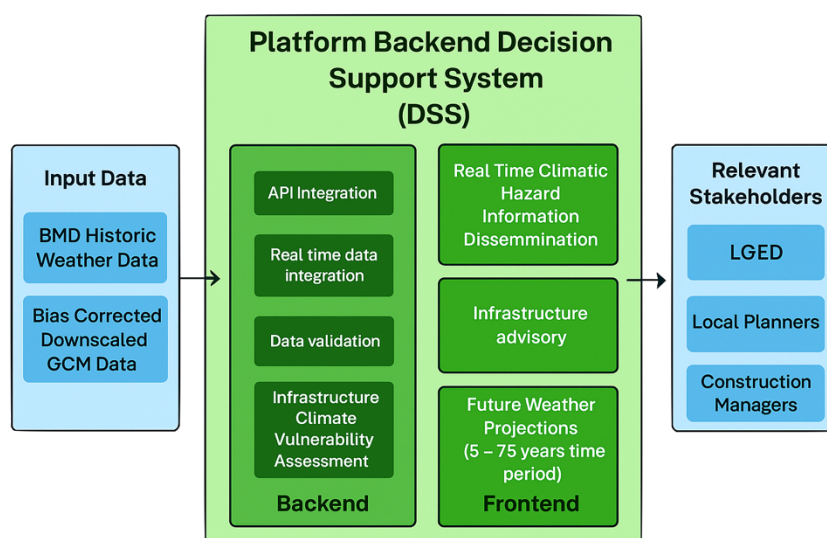 Platform Backend Decision
Support System
(DSS)
Input Data
BMD Historic
Weather Data
Bias Corrected
Downscaled
GCM Data
API Integration
Real time data
integration
Data validation
Infrastructure
Climate
Vulnerability
Assessment
Backend
Real Time Climatic
Hazard
Information
Dissemmination
Infrastructure
advisory
Future Weather
Projections
(5 – 75 years time
period)
Frontend
Relevant
Stakeholders
LGED
Local Planners
Construction
Managers